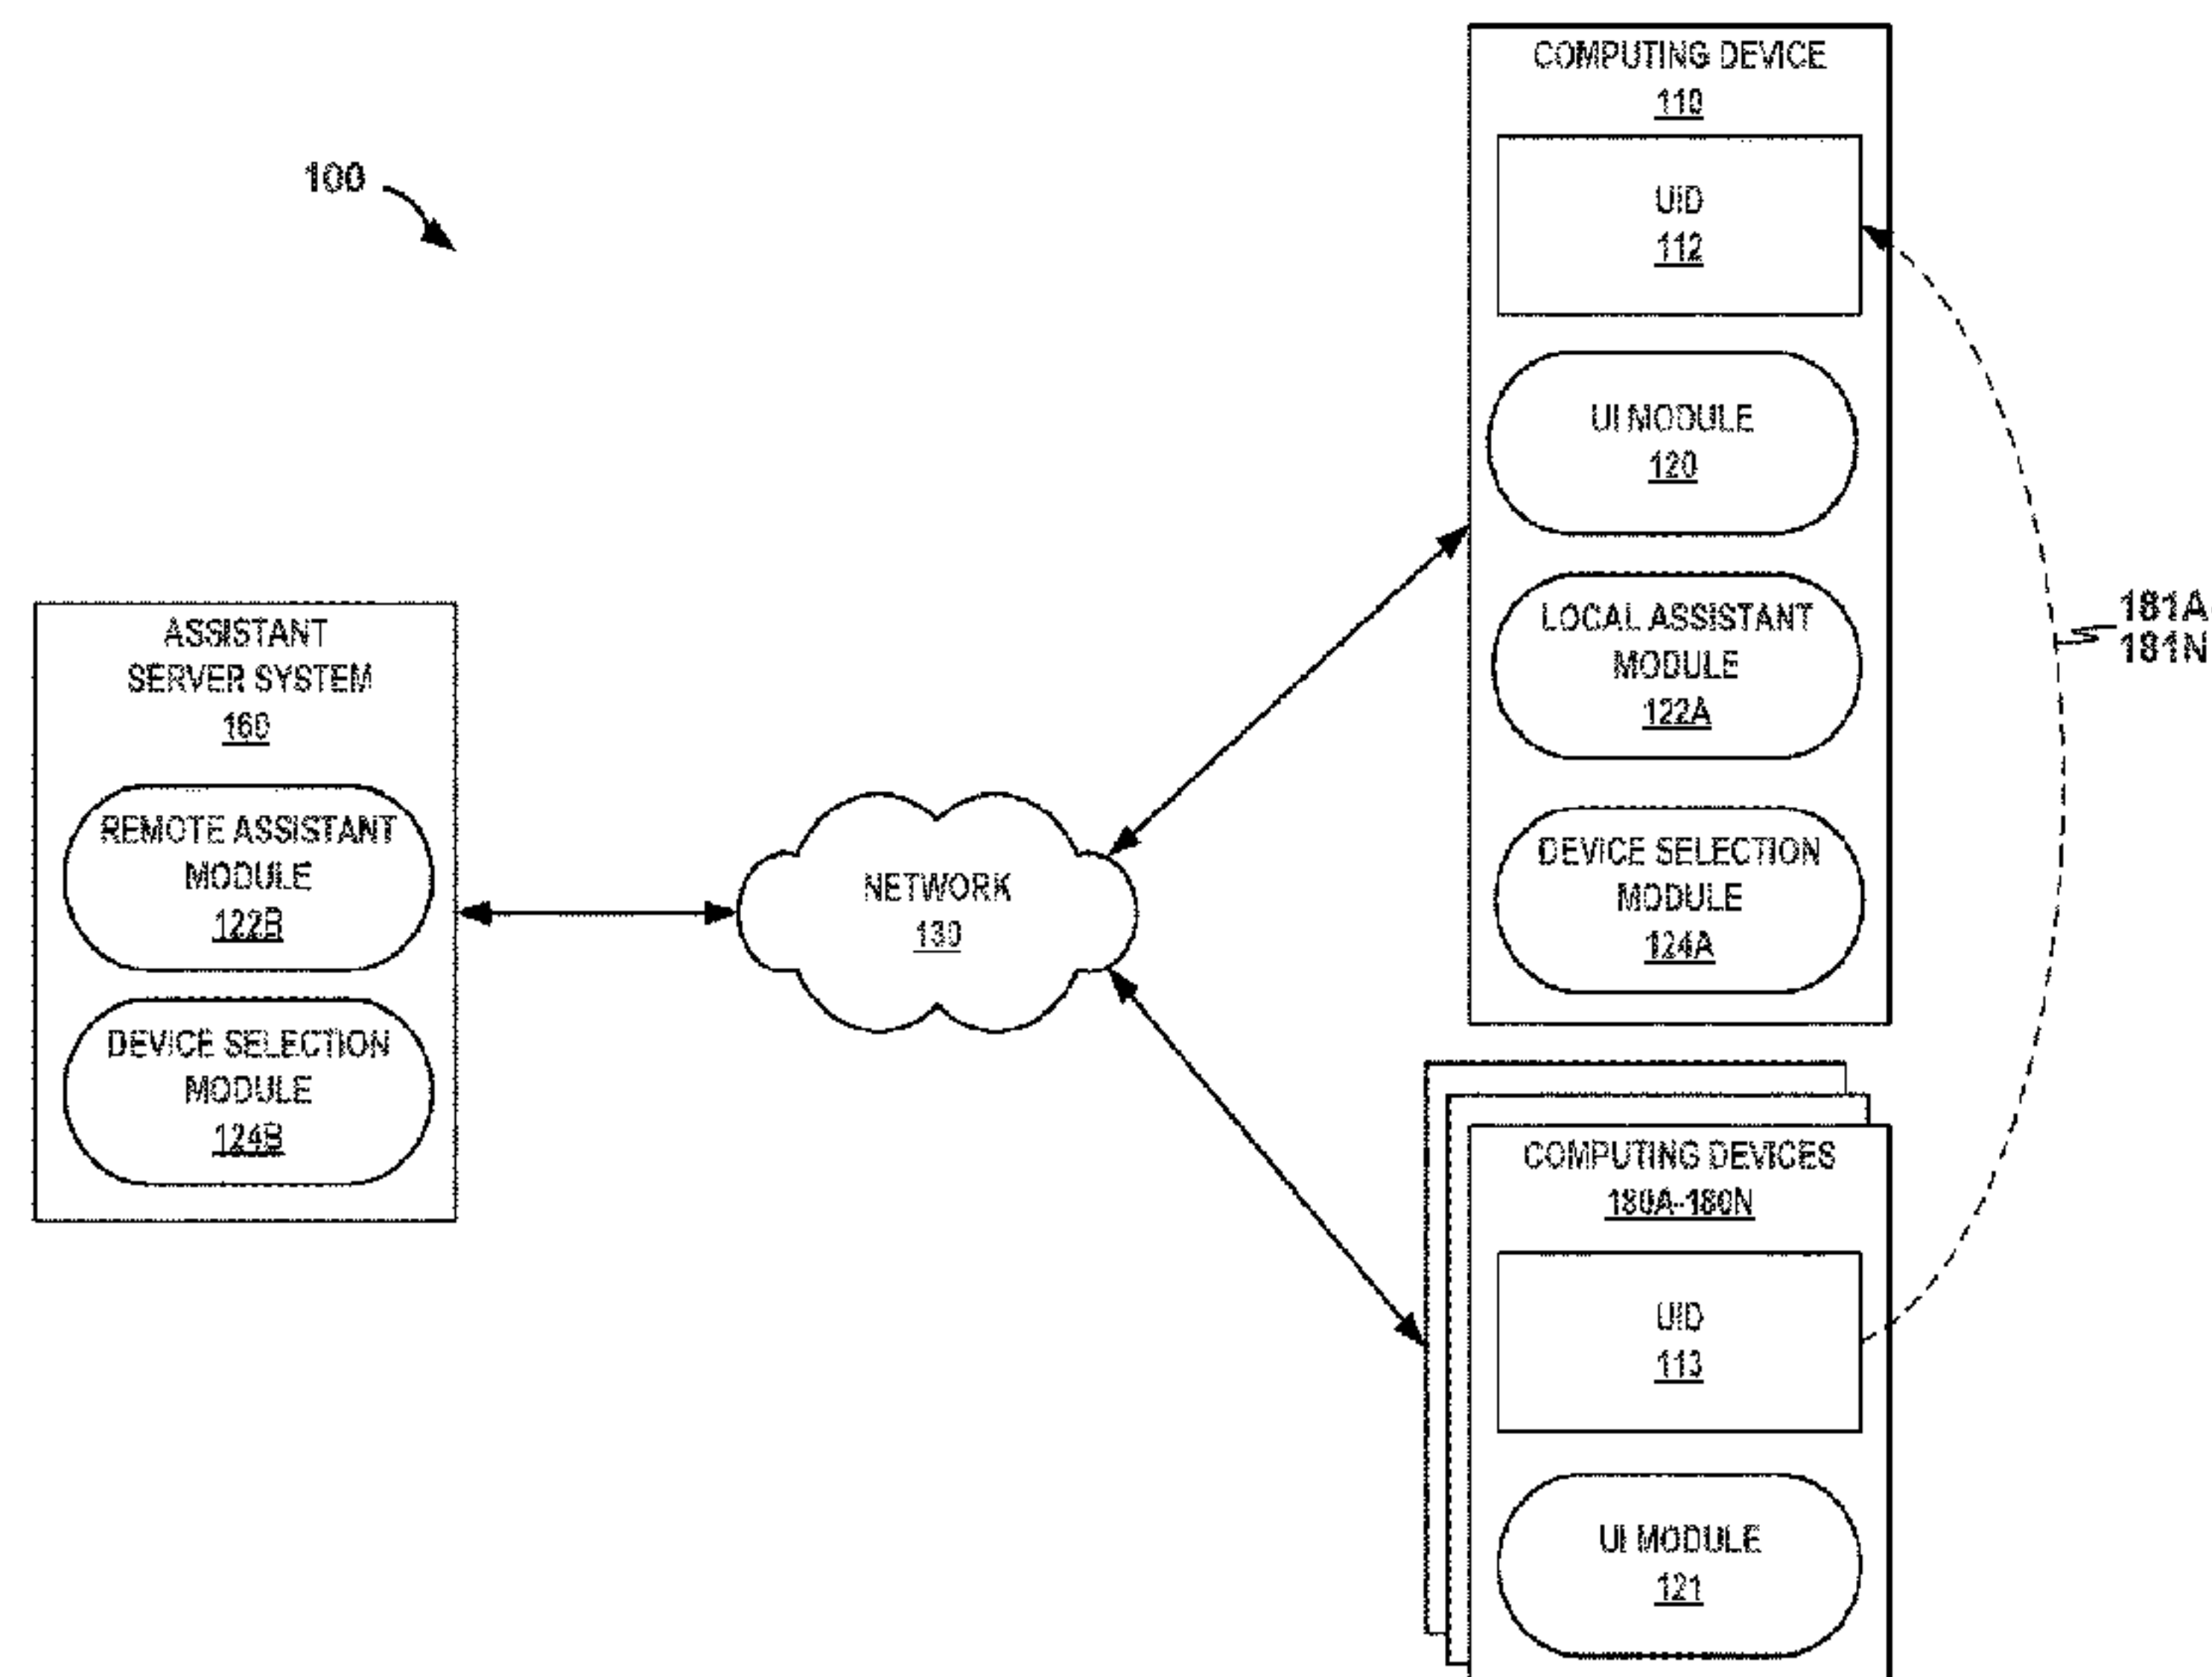 100
COMPUTING DEVICE
110
UID
112
UI MODULE
120
LOCAL ASSISTANT
MODULE
122A
DEVICE SELECTION
MODULE
124A
181A
181N
ASSISTANT
SERVER SYSTEM
160
REMOTE ASSISTANT
MODULE
122B
DEVICE SELECTION
MODULE
124B
NETWORK
130
COMPUTING DEVICES
180A-180N
UID
113
UI MODULE
121